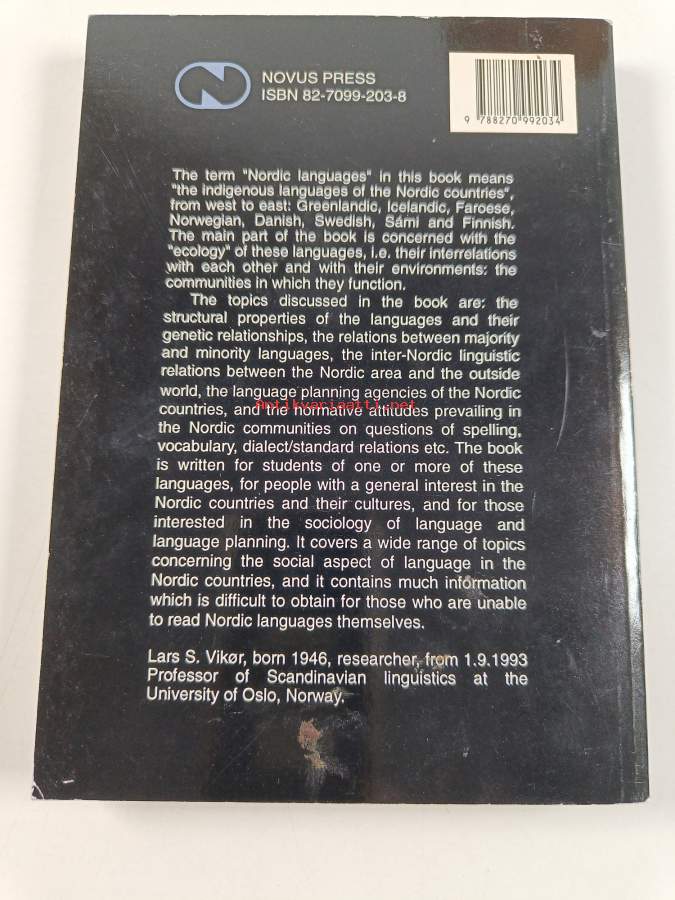 NOVUS PRESS
ISBN 82-7099-203-8
9 788270 992034
The term "Nordic languages" in this book means
"the indigenous languages of the Nordic countries",
from west to east: Greenlandic, Icelandic, Faroese,
Norwegian, Danish, Swedish, Sámi and Finnish.
The main part of the book is concerned with the
"ecology" of these languages, i.e. their interrelations
with each other and with their environments: the
communities in which they function.
The topics discussed in the book are: the
structural properties of the languages and their
genetic relationships, the relations between majority
and minority languages, the inter-Nordic linguistic
relations between the Nordic area and the outside
world, the language planning agencies of the Nordic
countries, and the normative attitudes prevailing in
Antikvariaatti.net
the Nordic communities on questions of spelling,
vocabulary, dialect/standard relations etc. The book
is written for students of one or more of these
languages, for people with a general interest in the
Nordic countries and their cultures, and for those
interested in the sociology of language and
language planning. It covers a wide range of topics
concerning the social aspect of language in the
Nordic countries, and it contains much information
which is difficult to obtain for those who are unable
to read Nordic languages themselves.
Lars S. Vikør, born 1946, researcher, from 1.9.1993
Professor of Scandinavian linguistics at the
University of Oslo, Norway.